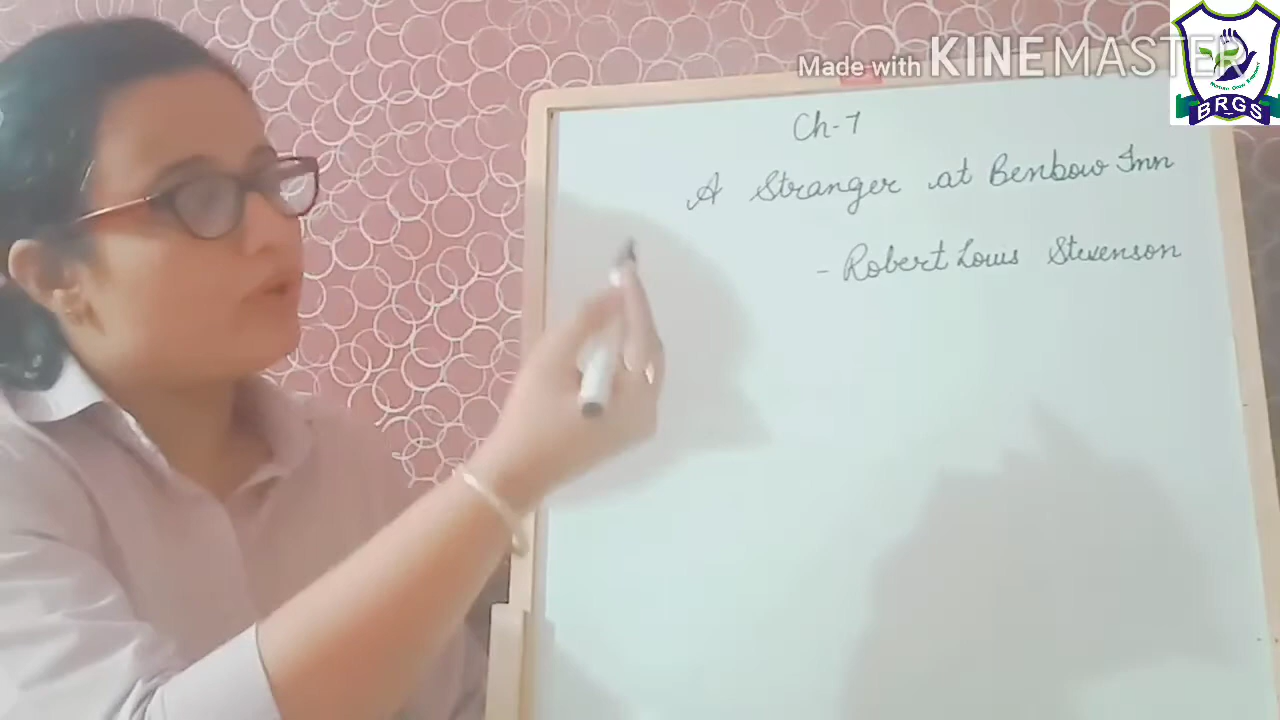 Made with KINEMASTER
BRGS
Ch-7
A Stranger at Benbow Inn
- Robert Louis Stevenson